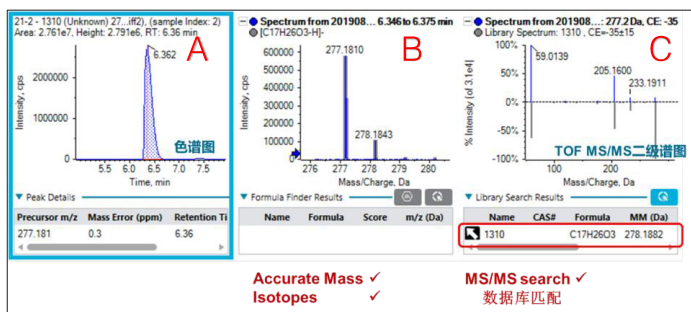 21-2 - 1310 (Unknown) 27...iff2), (sample Index: 2)
Area: 2.761e7, Height: 2.791e6, RT: 6.36 min
A
6.362
Intensity, cps
2000000
1000000
0
色谱图
5.5 6.0 6.5 7.0 7.5
Time, min
Peak Details
Precursor m/z Mass Error (ppm) Retention Ti
277.181 0.3 6.36
Spectrum from 201908... 6.346 to 6.375 min
[C17H26O3-H]-
B
277.1810
Intensity, cps
600000
500000
400000
300000
200000
100000
0
278.1843
276 277 278 279 280
Mass/Charge, Da
Formula Finder Results
Name Formula Score m/z (Da)
Spectrum from 201908...: 277.2 Da, CE: -35
Library Spectrum: 1310 , CE=-35±15
C
59.0139
205.1600
233.1911
% Intensity (of 3.1e4)
100%
50%
0%
-50%
-100%
TOF MS/MS二级谱图
100 200
Mass/Charge, Da
Library Search Results
Name CAS# Formula MM (Da)
1310 C17H26O3 278.1882
Accurate Mass ✓
Isotopes ✓
MS/MS search ✓
数据库匹配